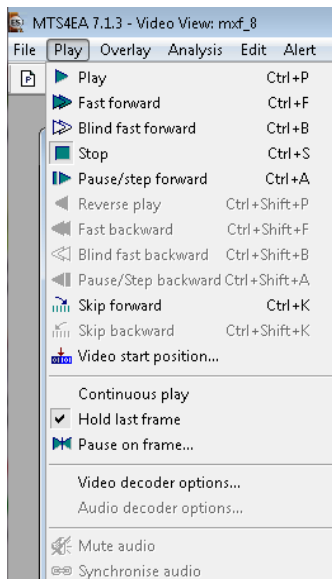 MTS4EA 7.1.3 - Video View: mxf_8
File Play Overlay Analysis Edit Alert
Play Ctrl+P
Fast forward Ctrl+F
Blind fast forward Ctrl+B
Stop Ctrl+S
Pause/step forward Ctrl+A
Reverse play Ctrl+Shift+P
Fast backward Ctrl+Shift+F
Blind fast backward Ctrl+Shift+B
Pause/Step backward Ctrl+Shift+A
Skip forward Ctrl+K
Skip backward Ctrl+Shift+K
Video start position...
Continuous play
Hold last frame
Pause on frame...
Video decoder options...
Audio decoder options...
Mute audio
Synchronise audio